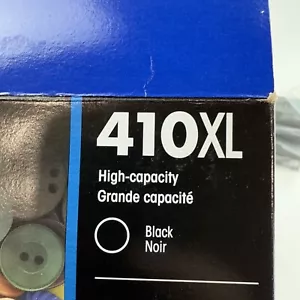 410XL
High-capacity
Grande capacité
Black
Noir